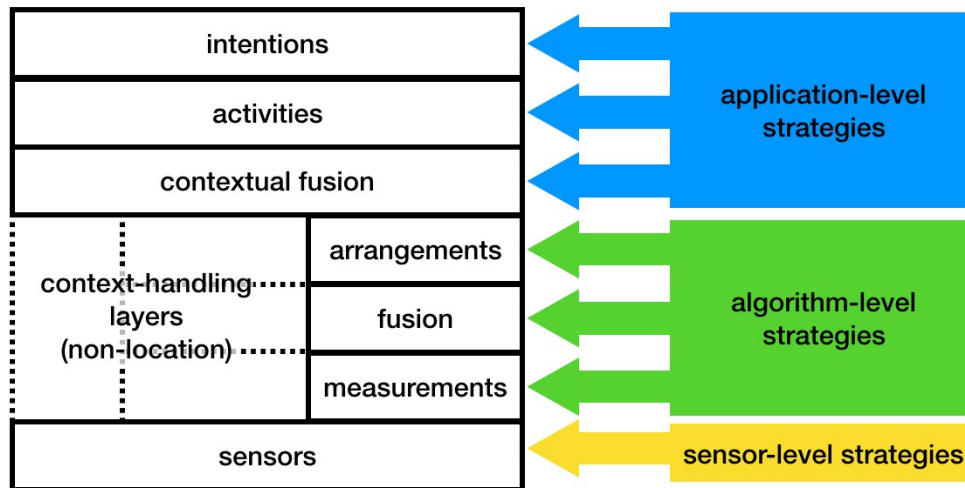 intentions
activities
contextual fusion
arrangements
context-handling
layers
(non-location)
fusion
measurements
sensors
application-level
strategies
algorithm-level
strategies
sensor-level strategies